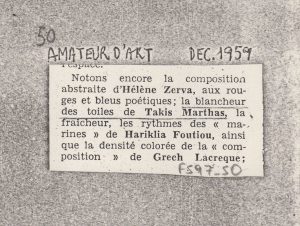 50
AMATEUR D'ART DEC. 1959
l'espace.
Notons encore la composition
abstraite d'Hélène Zerva, aux rou-
ges et bleus poétiques; la blancheur
des toiles de Takis Marthas, la
fraîcheur, les rythmes des « ma-
rines » de Hariklia Foutiou, ainsi
que la densité colorée de la « com-
position » de Grech Lacreque;
F597-50